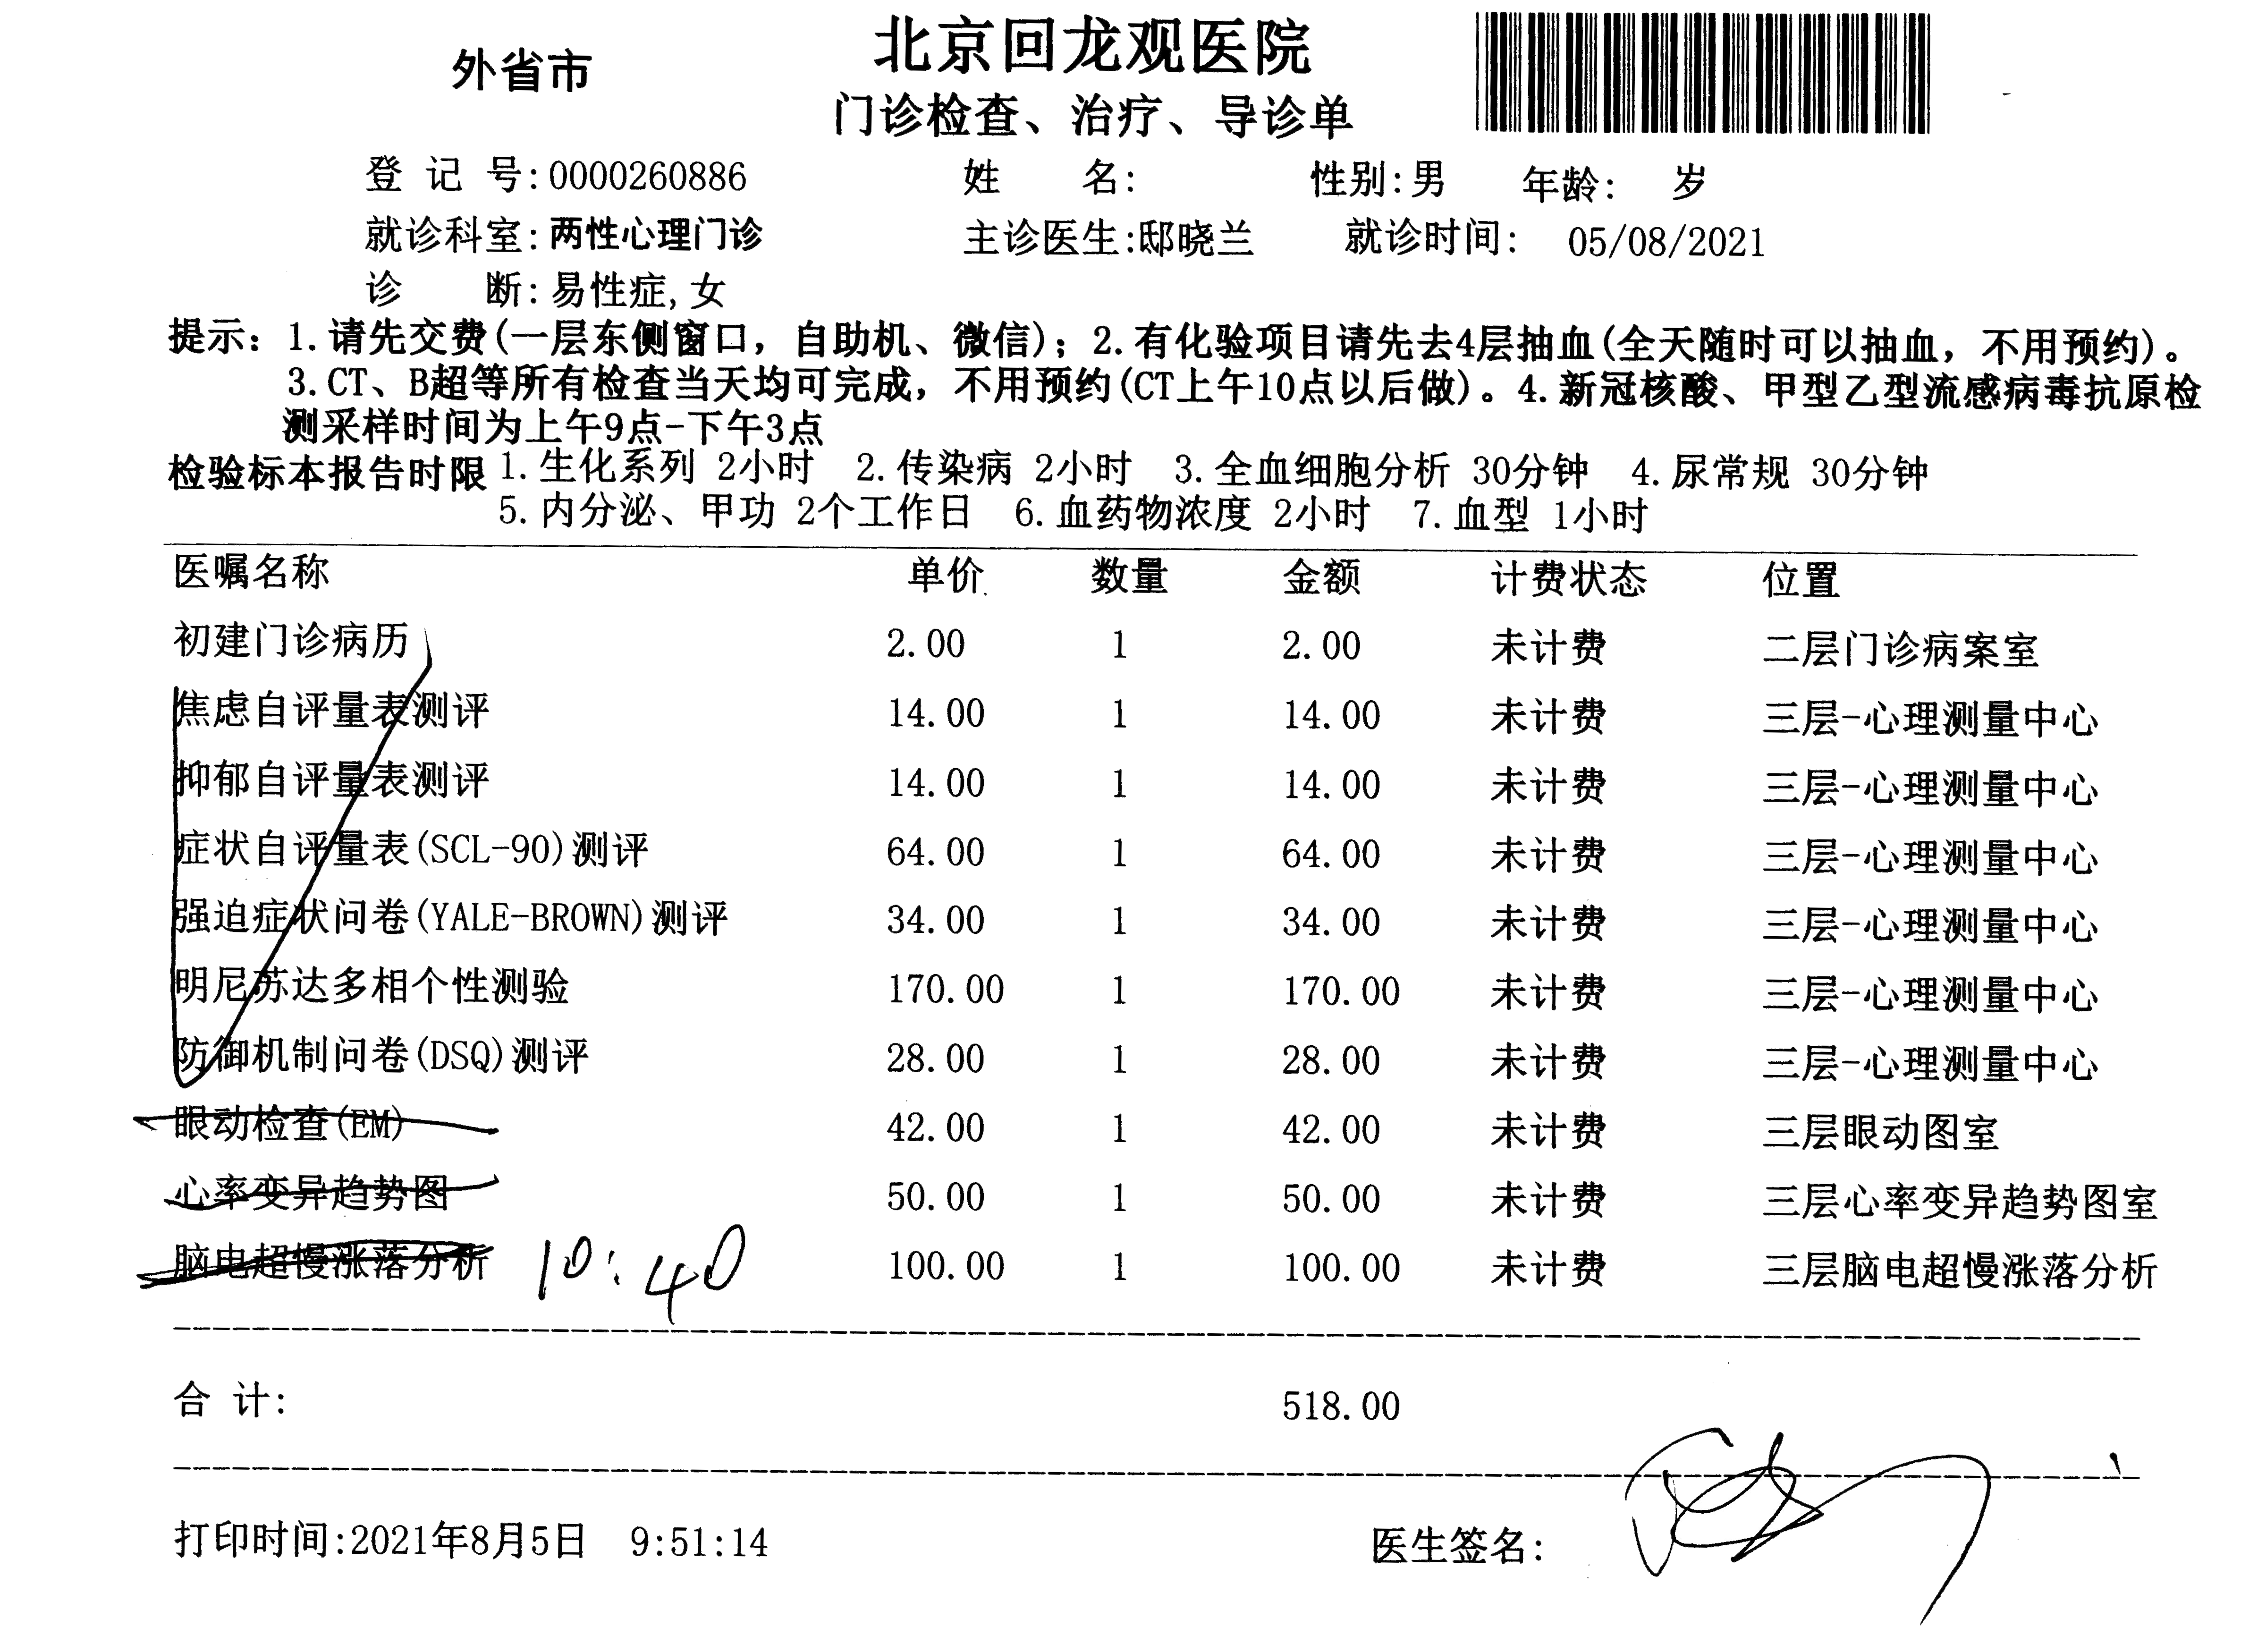 外省市
北京回龙观医院
门诊检查、治疗、导诊单
登 记 号:0000260886 姓 名: 性别:男 年龄: 岁
就诊科室:两性心理门诊 主诊医生:邸晓兰 就诊时间: 05/08/2021
诊 断:易性症,女
提示: 1.请先交费(一层东侧窗口, 自助机、微信); 2.有化验项目请先去4层抽血(全天随时可以抽血, 不用预约)。
3.CT、B超等所有检查当天均可完成, 不用预约(CT上午10点以后做)。4.新冠核酸、甲型乙型流感病毒抗原检
测采样时间为上午9点-下午3点
检验标本报告时限 1.生化系列 2小时 2.传染病 2小时 3.全血细胞分析 30分钟 4.尿常规 30分钟
5.内分泌、甲功 2个工作日 6.血药物浓度 2小时 7.血型 1小时
医嘱名称 单价 数量 金额 计费状态 位置
初建门诊病历 2.00 1 2.00 未计费 二层门诊病案室
焦虑自评量表测评 14.00 1 14.00 未计费 三层-心理测量中心
抑郁自评量表测评 14.00 1 14.00 未计费 三层-心理测量中心
症状自评量表(SCL-90)测评 64.00 1 64.00 未计费 三层-心理测量中心
强迫症状问卷(YALE-BROWN)测评 34.00 1 34.00 未计费 三层-心理测量中心
明尼苏达多相个性测验 170.00 1 170.00 未计费 三层-心理测量中心
防御机制问卷(DSQ)测评 28.00 1 28.00 未计费 三层-心理测量中心
眼动检查(EM) 42.00 1 42.00 未计费 三层眼动图室
心率变异趋势图 50.00 1 50.00 未计费 三层心率变异趋势图室
脑电超慢涨落分析 10:40 100.00 1 100.00 未计费 三层脑电超慢涨落分析
合 计: 518.00
打印时间:2021年8月5日 9:51:14 医生签名: